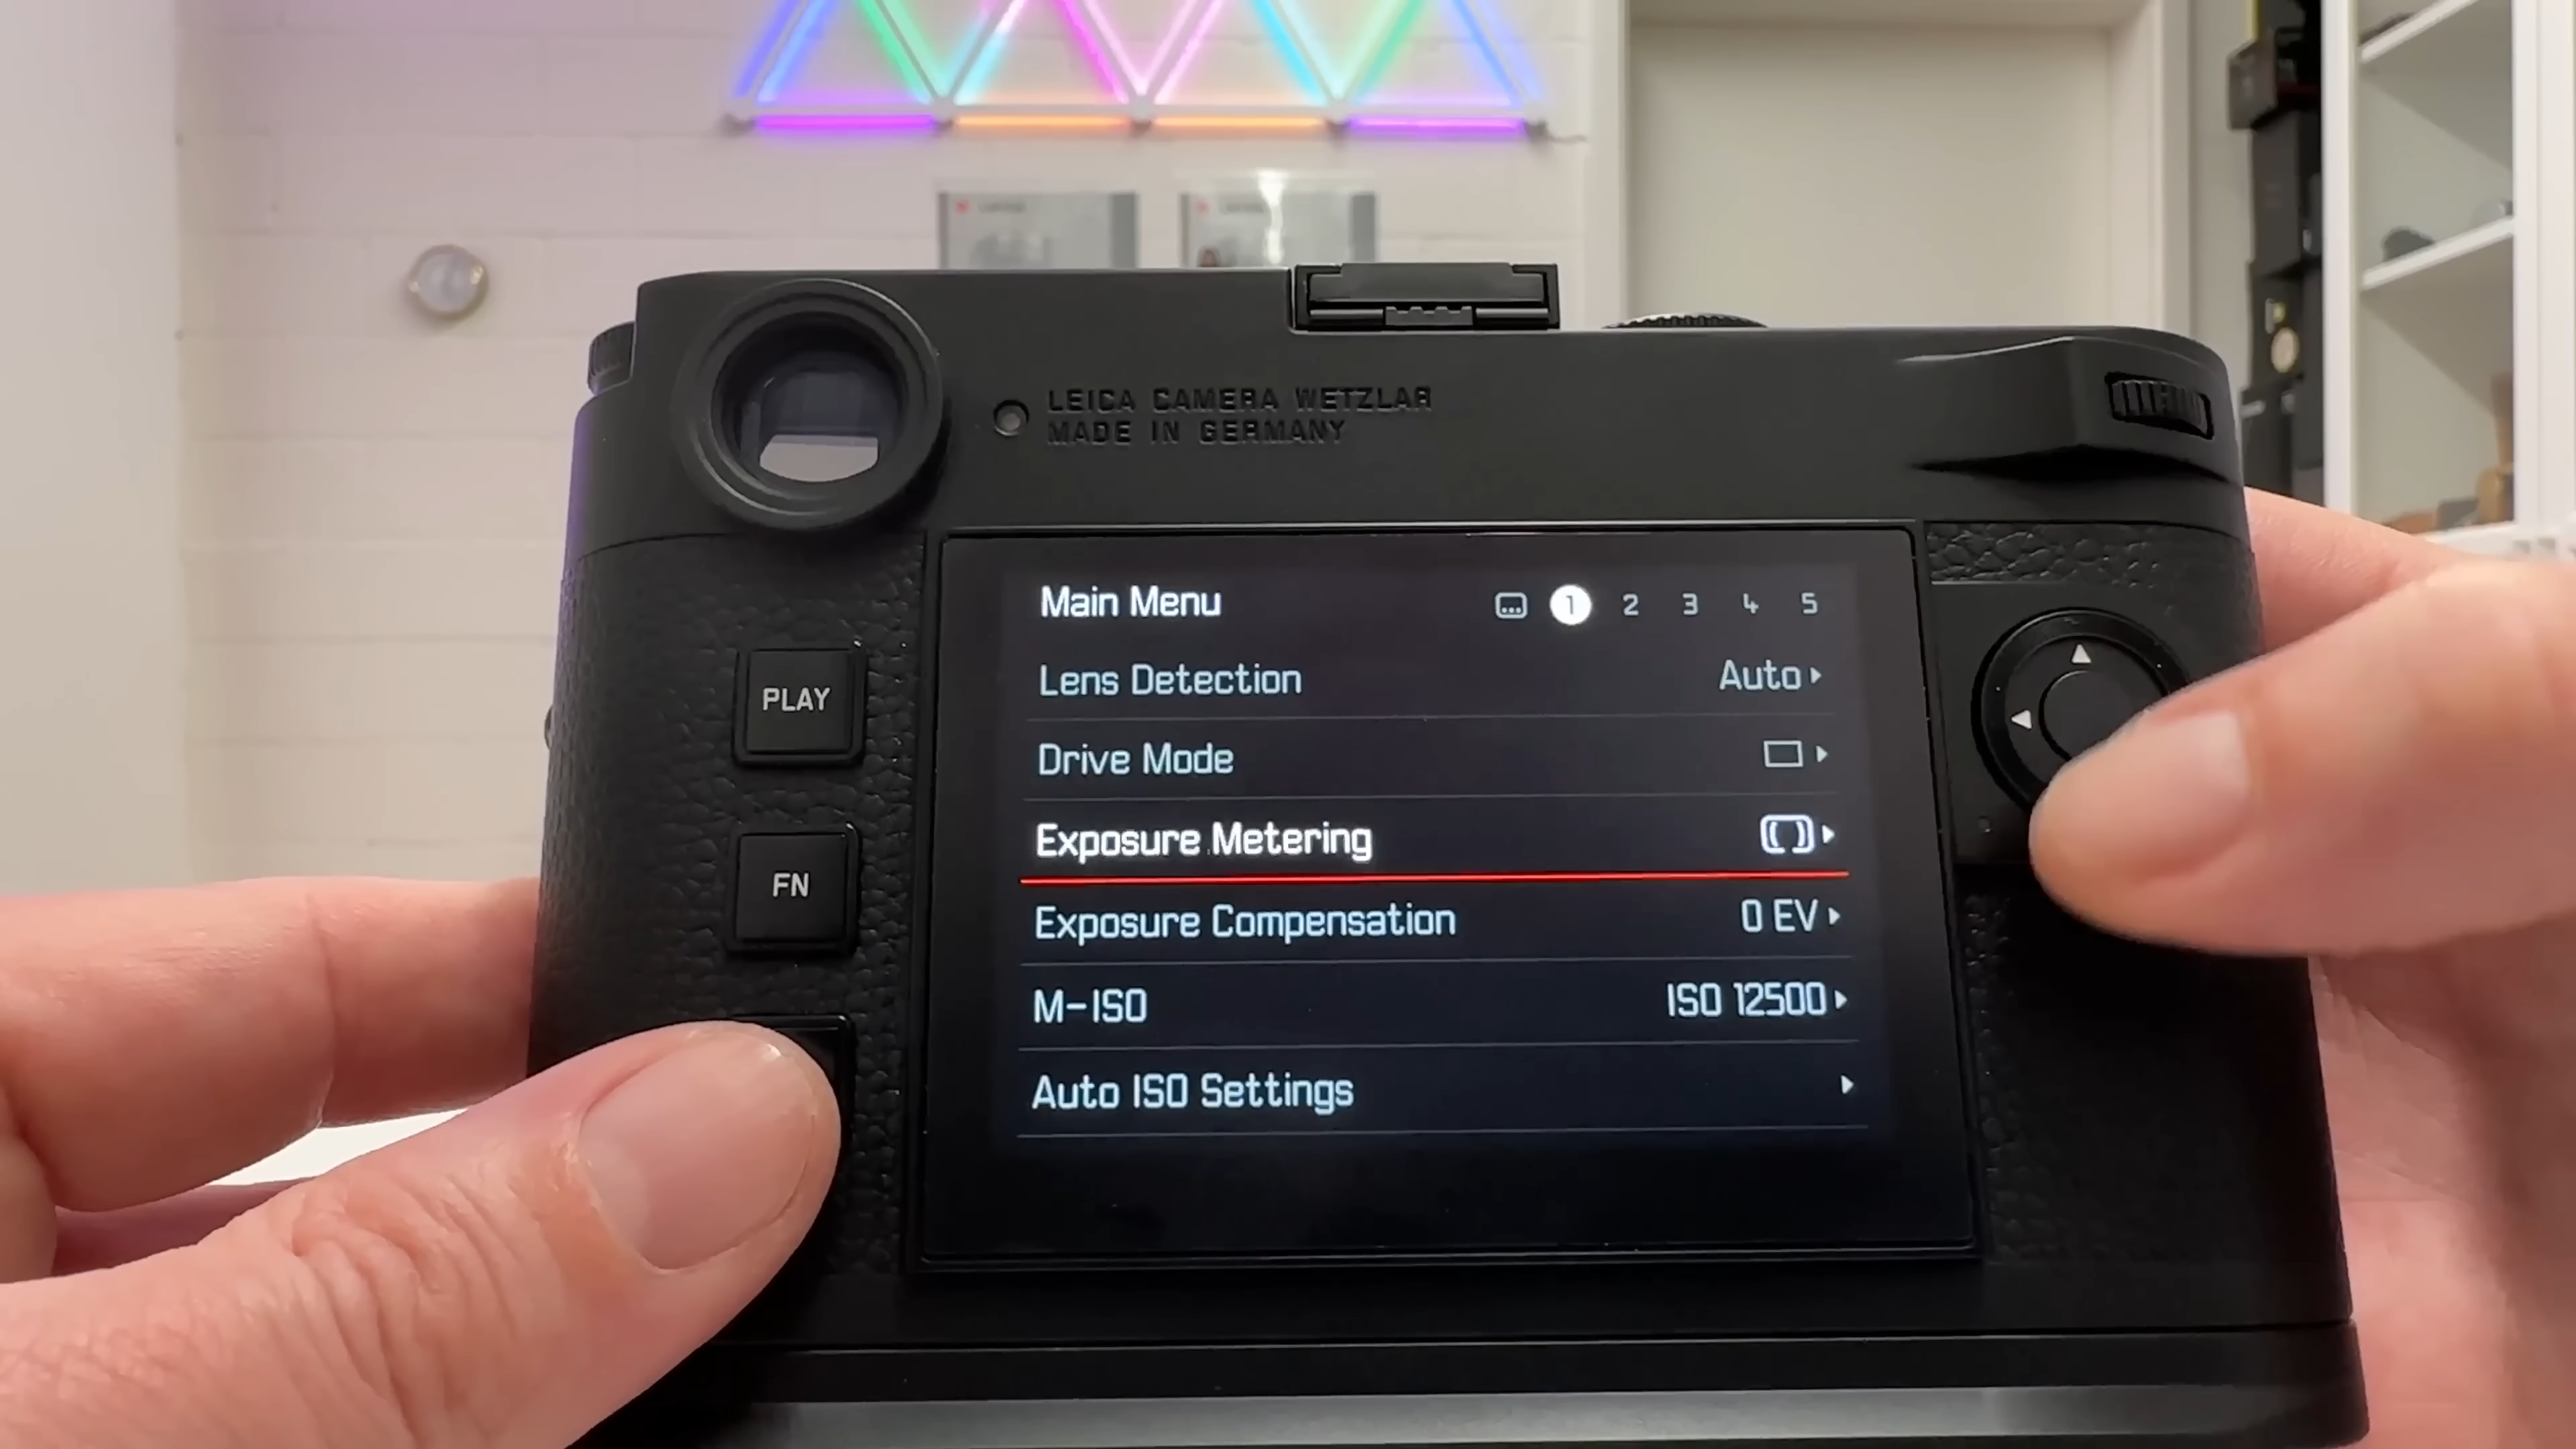 LEICA CAMERA WETZLAR
MADE IN GERMANY
Main Menu 1 2 3 4 5
Lens Detection Auto
Drive Mode
Exposure Metering
Exposure Compensation 0 EV
M-ISO ISO 12500
Auto ISO Settings
PLAY
FN